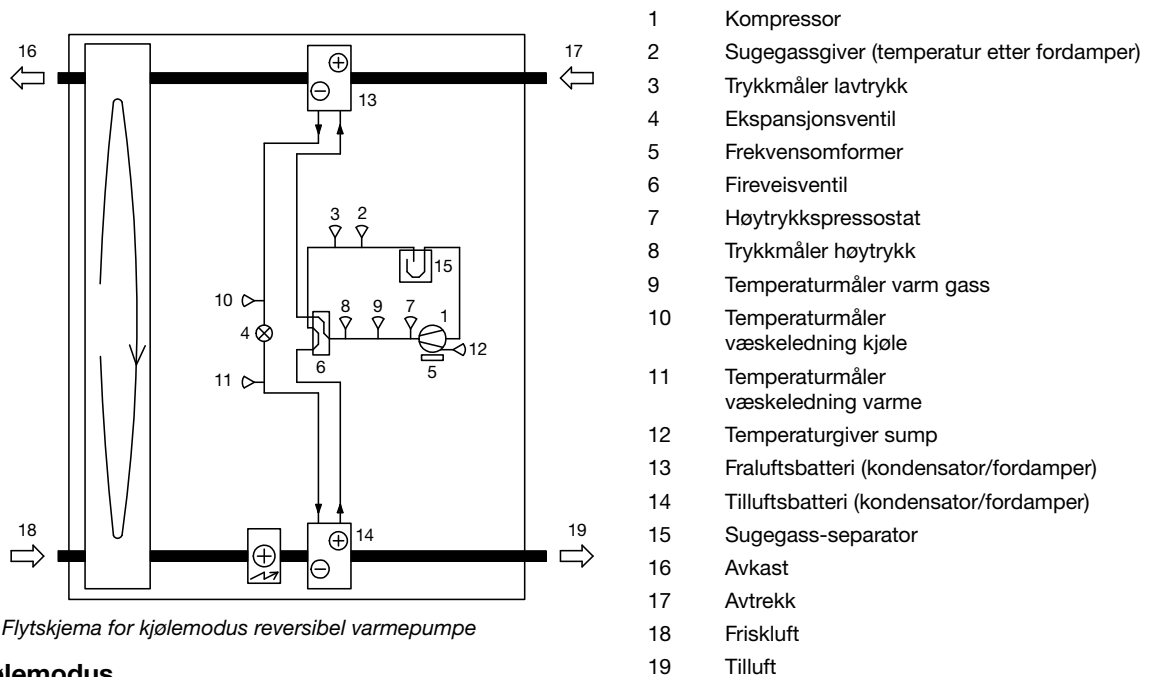 16
17
13
3 2
15
10
8 9 7 1
4
12
6
5
11
18
14
19
Flytskjema for kjølemodus reversibel varmepumpe
ølemodus
1 Kompressor
2 Sugegassgiver (temperatur etter fordamper)
3 Trykkmåler lavtrykk
4 Ekspansjonsventil
5 Frekvensomformer
6 Fireveisventil
7 Høytrykkspressostat
8 Trykkmåler høytrykk
9 Temperaturmåler varm gass
10 Temperaturmåler
væskeledning kjøle
11 Temperaturmåler
væskeledning varme
12 Temperaturgiver sump
13 Fraluftsbatteri (kondensator/fordamper)
14 Tilluftsbatteri (kondensator/fordamper)
15 Sugegass-separator
16 Avkast
17 Avtrekk
18 Friskluft
19 Tilluft